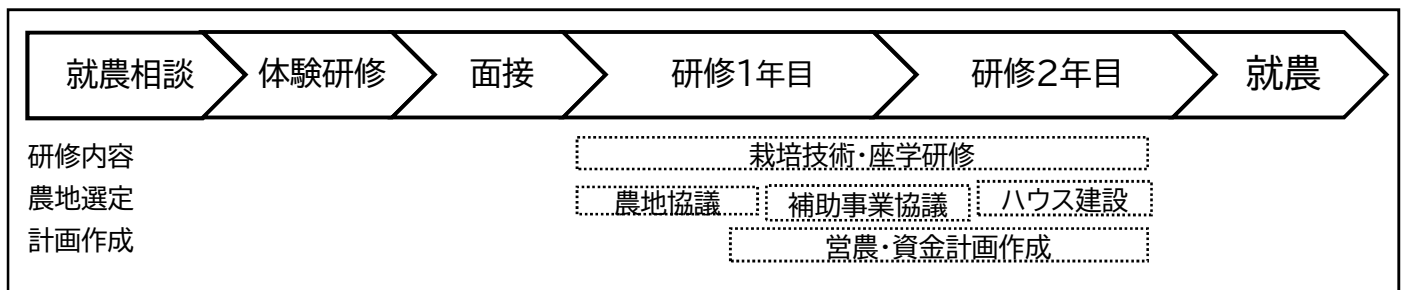 就農相談 体験研修 面接 研修1年目 研修2年目 就農
研修内容 栽培技術・座学研修
農地選定 農地協議 補助事業協議 ハウス建設
計画作成 営農・資金計画作成